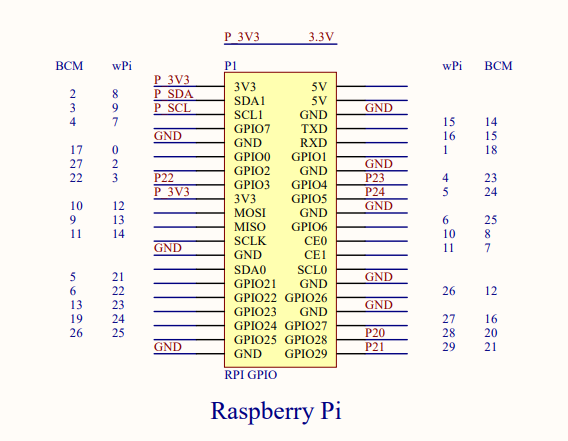 P_3V3 3.3V
BCM wPi P1 wPi BCM
P_3V3 3V3 5V
2 8 P_SDA SDA1 5V
3 9 P_SCL SCL1 GND GND
4 7 GPIO7 TXD 15 14
GND GND RXD 16 15
17 0 GPIO0 GPIO1 1 18
27 2 GPIO2 GND GND
22 3 P22 GPIO3 GPIO4 P23 4 23
P_3V3 3V3 GPIO5 P24 5 24
10 12 MOSI GND GND
9 13 MISO GPIO6 6 25
11 14 SCLK CE0 10 8
GND GND CE1 11 7
SDA0 SCL0
5 21 GPIO21 GND GND
6 22 GPIO22 GPIO26 26 12
13 23 GPIO23 GND GND
19 24 GPIO24 GPIO27 27 16
26 25 GPIO25 GPIO28 P20 28 20
GND GND GPIO29 P21 29 21
RPI GPIO
Raspberry Pi